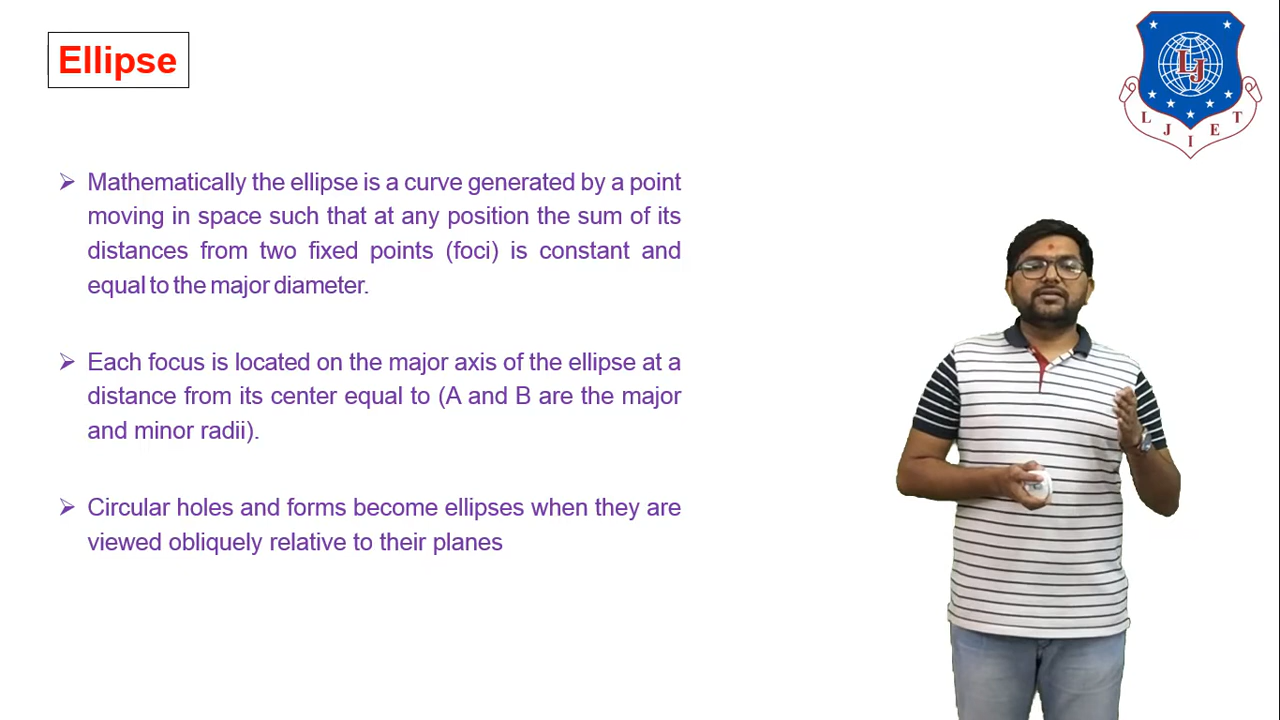 Ellipse
LJ
L J I E T
➢ Mathematically the ellipse is a curve generated by a point
moving in space such that at any position the sum of its
distances from two fixed points (foci) is constant and
equal to the major diameter.
➢ Each focus is located on the major axis of the ellipse at a
distance from its center equal to (A and B are the major
and minor radii).
➢ Circular holes and forms become ellipses when they are
viewed obliquely relative to their planes